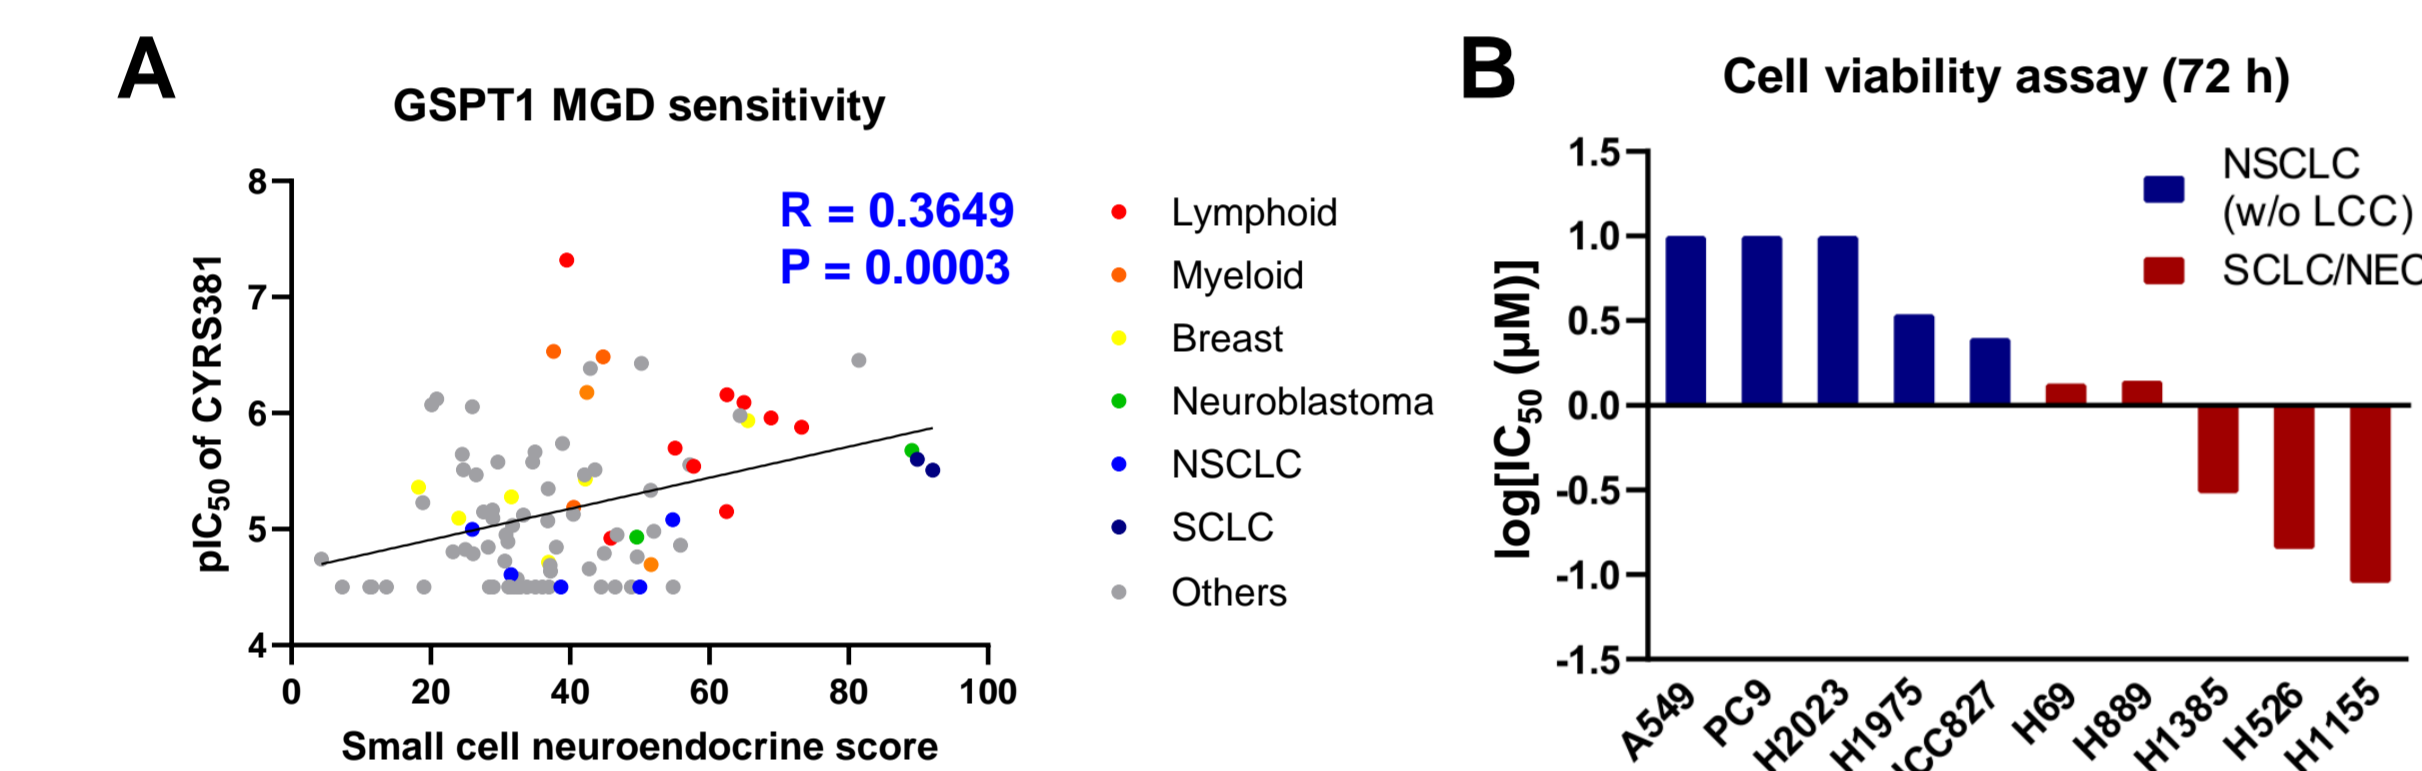 A
GSPT1 MGD sensitivity
R = 0.3649
P = 0.0003
pIC50 of CYRS381
8
7
6
5
4
0 20 40 60 80 100
Small cell neuroendocrine score
Lymphoid
Myeloid
Breast
Neuroblastoma
NSCLC
SCLC
Others
B
Cell viability assay (72 h)
NSCLC
(w/o LCC)
SCLC/NEC
log[IC50 (μM)]
1.5
1.0
0.5
0.0
-0.5
-1.0
-1.5
A549 PC9 H2023 H1975 HCC827 H69 H889 H1385 H526 H1155